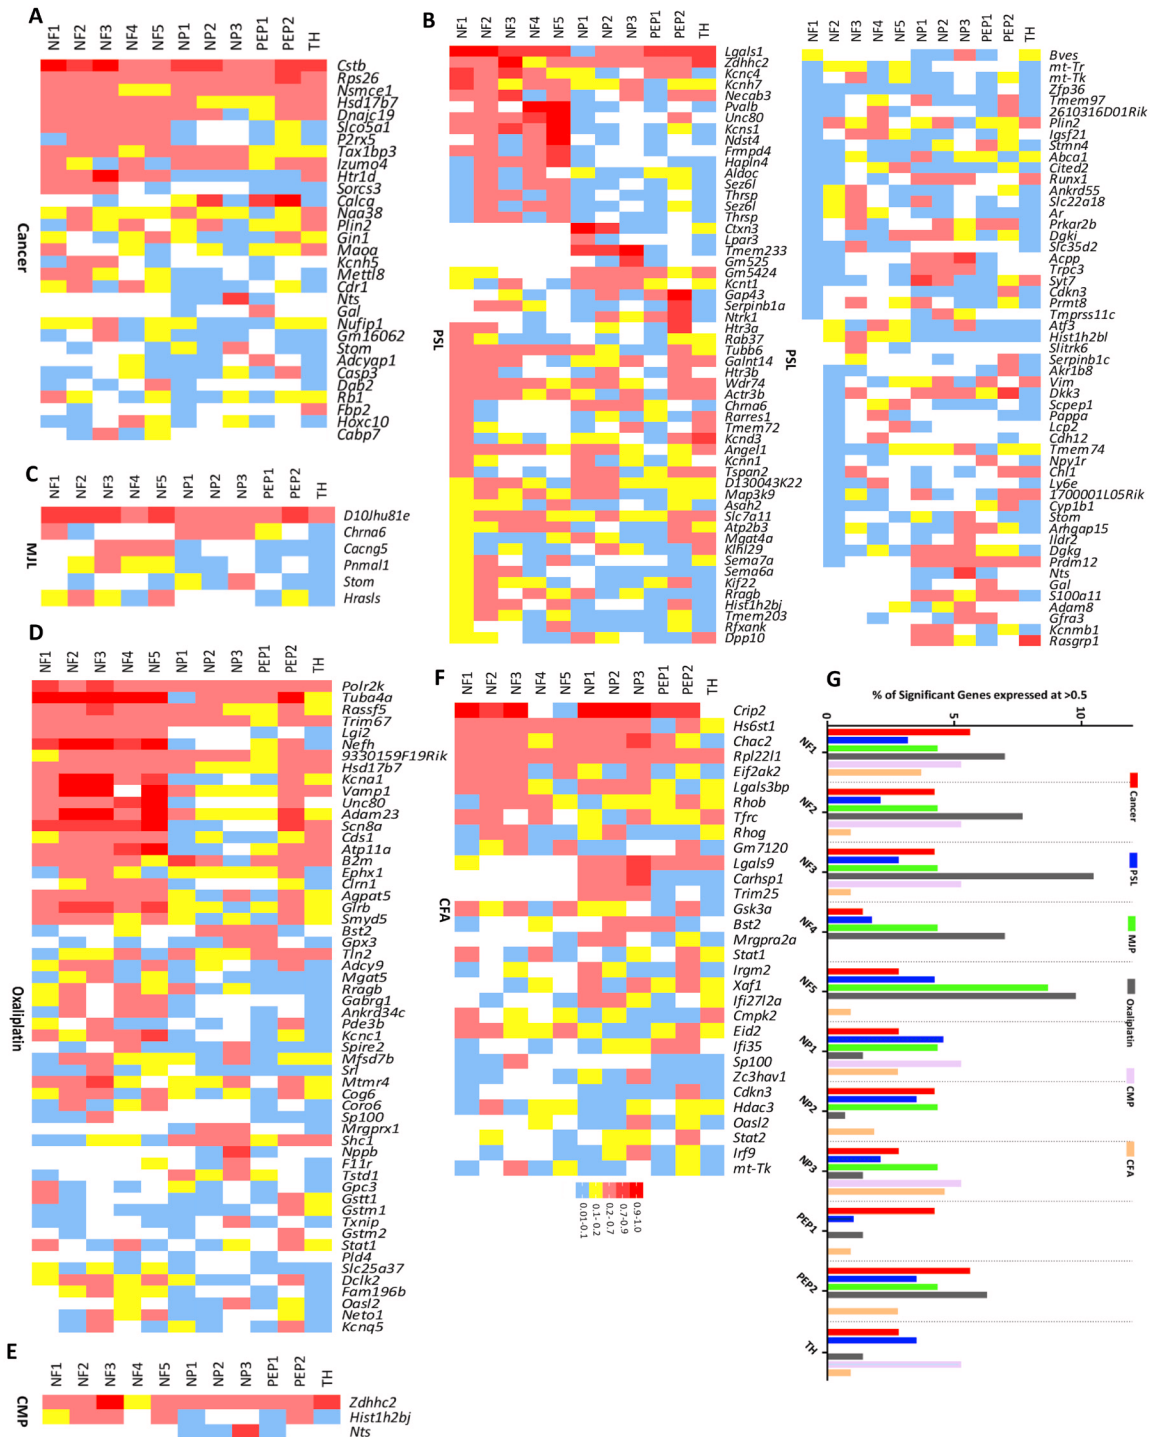 A
NF1 NF2 NF3 NF4 NF5 NP1 NP2 NP3 PEP1 PEP2 TH
Cancer
Cstb
Rps26
Nsmce1
Hsd17b7
Dnajc19
Slco5a1
P2rx5
Tax1bp3
Izumo4
Htr1d
Sorcs3
Calca
Naa38
Plin2
Gin1
Maoa
Kcnh5
Mettl8
Cdr1
Nts
Gal
Nufip1
Gm16062
Stom
Adcyap1
Casp3
Dab2
Rb1
Fbp2
Hoxc10
Cabp7
B
NF1 NF2 NF3 NF4 NF5 NP1 NP2 NP3 PEP1 PEP2 TH
PSL
Lgals1
Zdhhc2
Kcnc4
Kcnh7
Necab3
Pvalb
Unc80
Kcns1
Ndst4
Frmpd4
Hapln4
Aldoc
Sez6l
Thrsp
Sez6l
Thrsp
Ctxn3
Lpar3
Tmem233
Gm525
Gm5424
Kcnt1
Gap43
Serpinb1a
Ntrk1
Htr3a
Rab37
Tubb6
Galnt14
Htr3b
Wdr74
Actr3b
Chrna6
Rarres1
Tmem72
Kcnd3
Angel1
Kcnn1
Tspan2
D130043K22
Map3k9
Asah2
Slc7a11
Atp2b3
Mgat4a
Klhl29
Sema7a
Sema6a
Kif22
Rragb
Hist1h2bj
Tmem203
Rfxank
Dpp10
NF1 NF2 NF3 NF4 NF5 NP1 NP2 NP3 PEP1 PEP2 TH
PSL
Bves
mt-Tr
mt-Tk
Zfp36
Tmem97
2610316D01Rik
Plin2
Igsf21
Stmn4
Abca1
Cited2
Runx1
Ankrd55
Slc22a18
Ar
Prkar2b
Dgki
Slc35d2
Acpp
Trpc3
Syt7
Cdkn3
Prmt8
Tmprss11c
Atf3
Hist1h2bl
Slitrk6
Serpinb1c
Akr1b8
Vim
Dkk3
Scpep1
Pappa
Lcp2
Cdh12
Tmem74
Npy1r
Chl1
Ly6e
1700001L05Rik
Cyp1b1
Stom
Arhgap15
Ildr2
Dgkg
Prdm12
Nts
Gal
S100a11
Adam8
Gfra3
Kcnmb1
Rasgrp1
C
NF1 NF2 NF3 NF4 NF5 NP1 NP2 NP3 PEP1 PEP2 TH
MJL
D10Jhu81e
Chrna6
Cacng5
Pnmal1
Stom
Hrasls
D
NF1 NF2 NF3 NF4 NF5 NP1 NP2 NP3 PEP1 PEP2 TH
Oxaliplatin
Polr2k
Tuba4a
Rassf5
Trim67
Lgi2
Nefh
9330159F19Rik
Hsd17b7
Kcna1
Vamp1
Unc80
Adam23
Scn8a
Cds1
Atp11a
B2m
Ephx1
Clrn1
Agpat5
Glrb
Smyd5
Bst2
Gpx3
Tln2
Adcy9
Mgat5
Rragb
Gabrg1
Ankrd34c
Pde3b
Kcnc1
Spire2
Mfsd7b
Srl
Mtmr4
Cog6
Coro6
Sp100
Mrgprx1
Shc1
Nppb
F11r
Tstd1
Gpc3
Gstt1
Gstm1
Txnip
Gstm2
Stat1
Pld4
Slc25a37
Dclk2
Fam196b
Oasl2
Neto1
Kcnq5
E
NF1 NF2 NF3 NF4 NF5 NP1 NP2 NP3 PEP1 PEP2 TH
CMP
Zdhhc2
Hist1h2bj
Nts
F
NF1 NF2 NF3 NF4 NF5 NP1 NP2 NP3 PEP1 PEP2 TH
CFA
Crip2
Hs6st1
Chac2
Rpl22l1
Eif2ak2
Lgals3bp
Rhob
Tfrc
Rhog
Gm7120
Lgals9
Carhsp1
Trim25
Gsk3a
Bst2
Mrgpra2a
Stat1
Irgm2
Xaf1
Ifi27l2a
Cmpk2
Eid2
Ifi35
Sp100
Zc3hav1
Cdkn3
Hdac3
Oasl2
Stat2
Irf9
mt-Tk
0.01-0.1
0.1-0.2
0.2-0.7
0.7-0.9
0.9-1.0
G
% of Significant Genes expressed at >0.5
0 5 10
NF1
NF2
NF3
NF4
NF5
NP1
NP2
NP3
PEP1
PEP2
TH
Cancer
PSL
MJP
Oxaliplatin
CMP
CFA